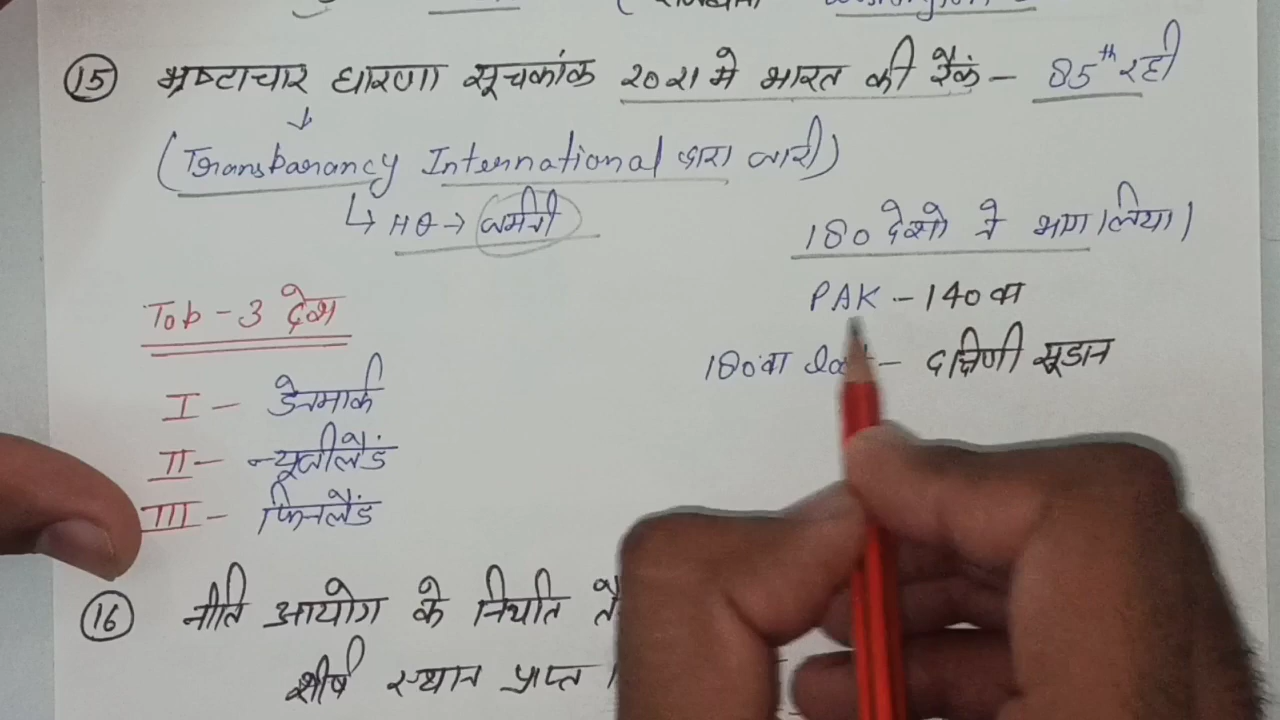 (15) भ्रष्टाचार धारणा सूचकांक 2021 मे भारत की रैंक - 85th रही
(Transparancy International द्वारा जारी)
HQ → जर्मनी
180 देशो ने भाग लिया।
PAK - 140 वा
180वा - दक्षिणी सूडान
Top - 3 देश
I - डेनमार्क
II - न्यूजीलैंड
III - फिनलैंड
(16) नीति आयोग के निर्यात
शीर्ष स्थान प्राप्त